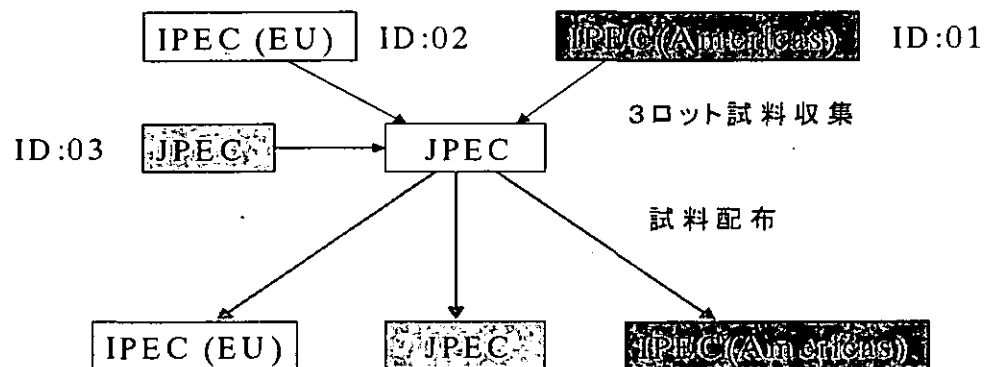 IPEC (EU) ID:02 IPEC(Americas) ID:01
3ロット試料収集
ID:03 JPEC JPEC
試料配布
IPEC (EU) JPEC IPEC(Americas)